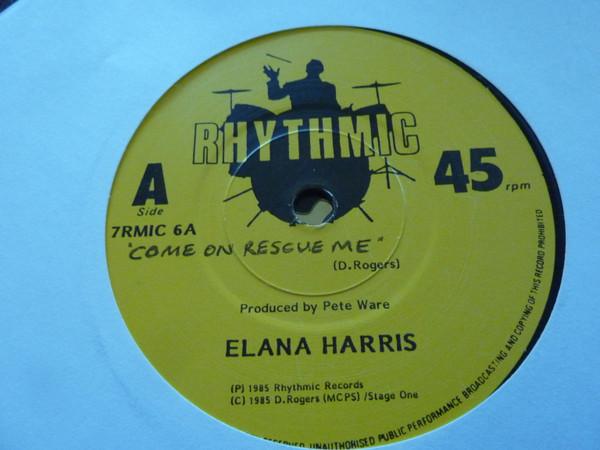 RHYTHMIC
A
Side
45 rpm
7RMIC 6A
"COME ON RESCUE ME"
(D.Rogers)
Produced by Pete Ware
ELANA HARRIS
(P) 1985 Rhythmic Records
(C) 1985 D.Rogers (MCPS) /Stage One
RESERVED UNAUTHORISED PUBLIC PERFORMANCE BROADCASTING AND COPYING OF THIS RECORD PROHIBITED